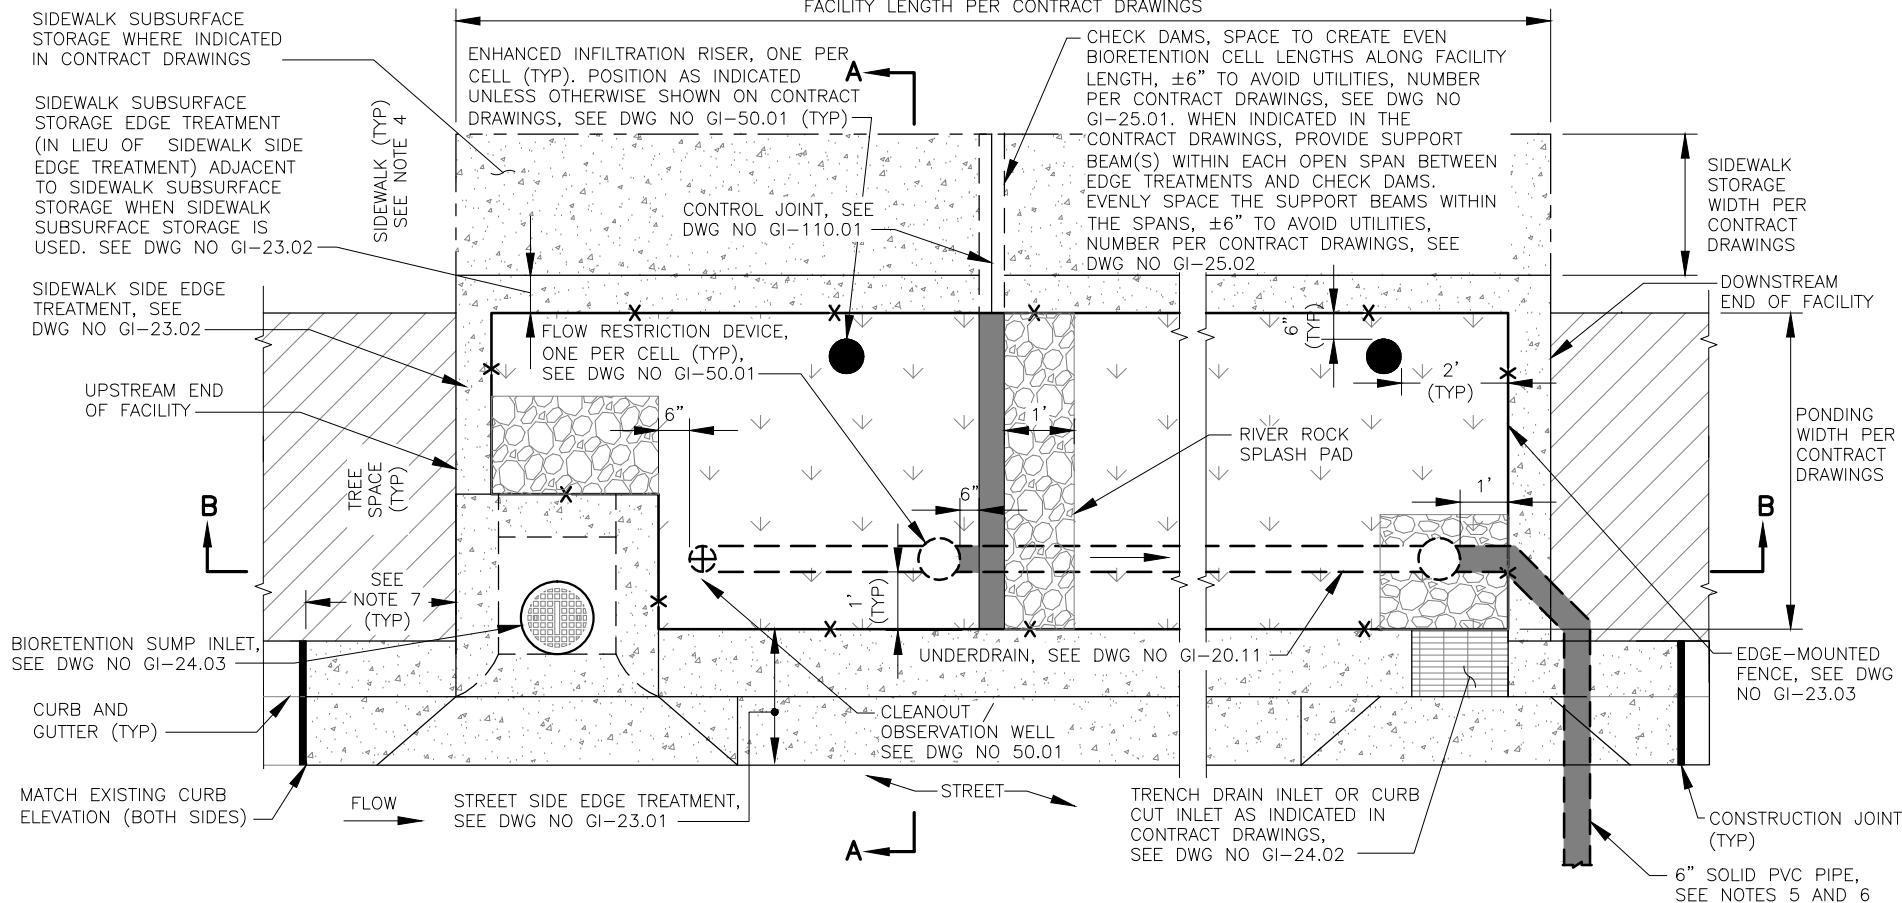 FACILITY LENGTH PER CONTRACT DRAWINGS
SIDEWALK SUBSURFACE
STORAGE WHERE INDICATED
IN CONTRACT DRAWINGS
SIDEWALK SUBSURFACE
STORAGE EDGE TREATMENT
(IN LIEU OF SIDEWALK SIDE
EDGE TREATMENT) ADJACENT
TO SIDEWALK SUBSURFACE
STORAGE WHEN SIDEWALK
SUBSURFACE STORAGE IS
USED. SEE DWG NO GI-23.02
SIDEWALK (TYP)
SEE NOTE 4
ENHANCED INFILTRATION RISER, ONE PER
CELL (TYP). POSITION AS INDICATED
UNLESS OTHERWISE SHOWN ON CONTRACT
DRAWINGS, SEE DWG NO GI-50.01 (TYP)
A
CHECK DAMS, SPACE TO CREATE EVEN
BIORETENTION CELL LENGTHS ALONG FACILITY
LENGTH, ±6" TO AVOID UTILITIES, NUMBER
PER CONTRACT DRAWINGS, SEE DWG NO
GI-25.01. WHEN INDICATED IN THE
CONTRACT DRAWINGS, PROVIDE SUPPORT
BEAM(S) WITHIN EACH OPEN SPAN BETWEEN
EDGE TREATMENTS AND CHECK DAMS.
EVENLY SPACE THE SUPPORT BEAMS WITHIN
THE SPANS, ±6" TO AVOID UTILITIES,
NUMBER PER CONTRACT DRAWINGS, SEE
DWG NO GI-25.02
SIDEWALK
STORAGE
WIDTH PER
CONTRACT
DRAWINGS
CONTROL JOINT, SEE
DWG NO GI-110.01
SIDEWALK SIDE EDGE
TREATMENT, SEE
DWG NO GI-23.02
DOWNSTREAM
END OF FACILITY
FLOW RESTRICTION DEVICE,
ONE PER CELL (TYP),
SEE DWG NO GI-50.01
6"
(TYP)
2'
(TYP)
UPSTREAM END
OF FACILITY
6"
1'
RIVER ROCK
SPLASH PAD
PONDING
WIDTH PER
CONTRACT
DRAWINGS
TREE
SPACE
(TYP)
B
6"
1'
B
SEE
NOTE 7
(TYP)
1'
(TYP)
BIORETENTION SUMP INLET,
SEE DWG NO GI-24.03
UNDERDRAIN, SEE DWG NO GI-20.11
EDGE-MOUNTED
FENCE, SEE DWG
NO GI-23.03
CURB AND
GUTTER (TYP)
CLEANOUT
OBSERVATION WELL
SEE DWG NO 50.01
MATCH EXISTING CURB
ELEVATION (BOTH SIDES)
FLOW
STREET SIDE EDGE TREATMENT,
SEE DWG NO GI-23.01
STREET
A
TRENCH DRAIN INLET OR CURB
CUT INLET AS INDICATED IN
CONTRACT DRAWINGS,
SEE DWG NO GI-24.02
CONSTRUCTION JOINT
(TYP)
6" SOLID PVC PIPE,
SEE NOTES 5 AND 6